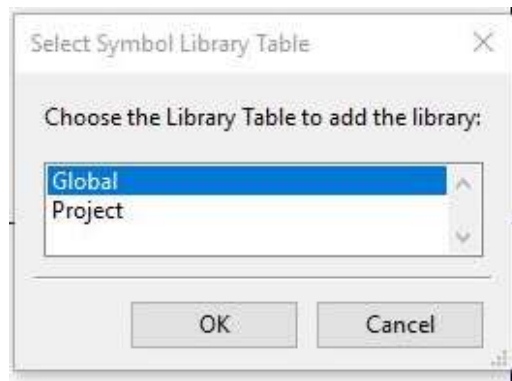 Select Symbol Library Table
Choose the Library Table to add the library:
Global
Project
OK
Cancel